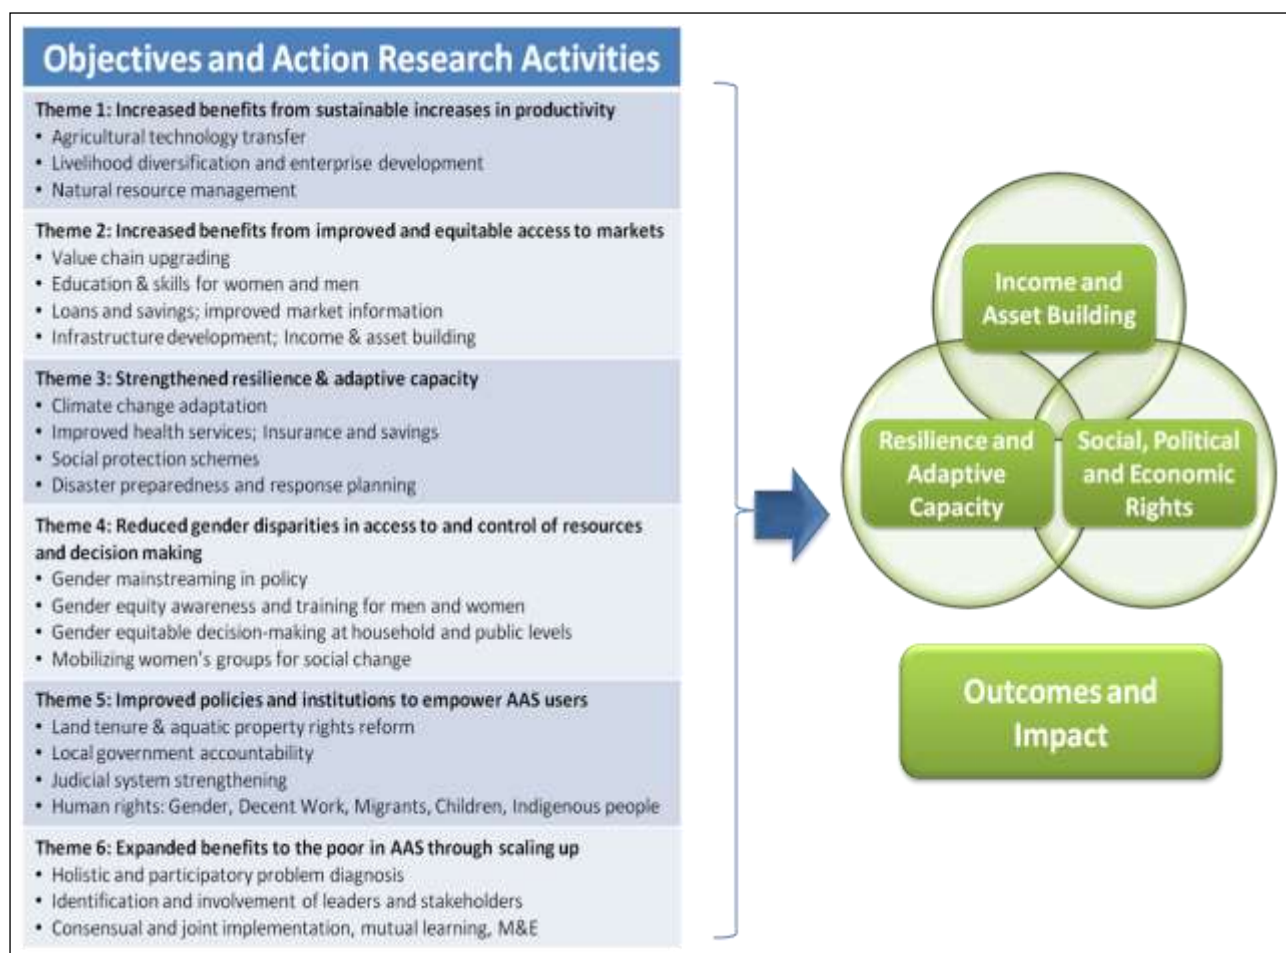 Objectives and Action Research Activities
Theme 1: Increased benefits from sustainable increases in productivity
• Agricultural technology transfer
• Livelihood diversification and enterprise development
• Natural resource management
Theme 2: Increased benefits from improved and equitable access to markets
• Value chain upgrading
• Education & skills for women and men
• Loans and savings; improved market information
• Infrastructure development; Income & asset building
Theme 3: Strengthened resilience & adaptive capacity
• Climate change adaptation
• Improved health services; Insurance and savings
• Social protection schemes
• Disaster preparedness and response planning
Theme 4: Reduced gender disparities in access to and control of resources
and decision making
• Gender mainstreaming in policy
• Gender equity awareness and training for men and women
• Gender equitable decision-making at household and public levels
• Mobilizing women's groups for social change
Theme 5: Improved policies and institutions to empower AAS users
• Land tenure & aquatic property rights reform
• Local government accountability
• Judicial system strengthening
• Human rights: Gender, Decent Work, Migrants, Children, Indigenous people
Theme 6: Expanded benefits to the poor in AAS through scaling up
• Holistic and participatory problem diagnosis
• Identification and involvement of leaders and stakeholders
• Consensual and joint implementation, mutual learning, M&E
Income and
Asset Building
Resilience and
Adaptive
Capacity
Social, Political
and Economic
Rights
Outcomes and
Impact